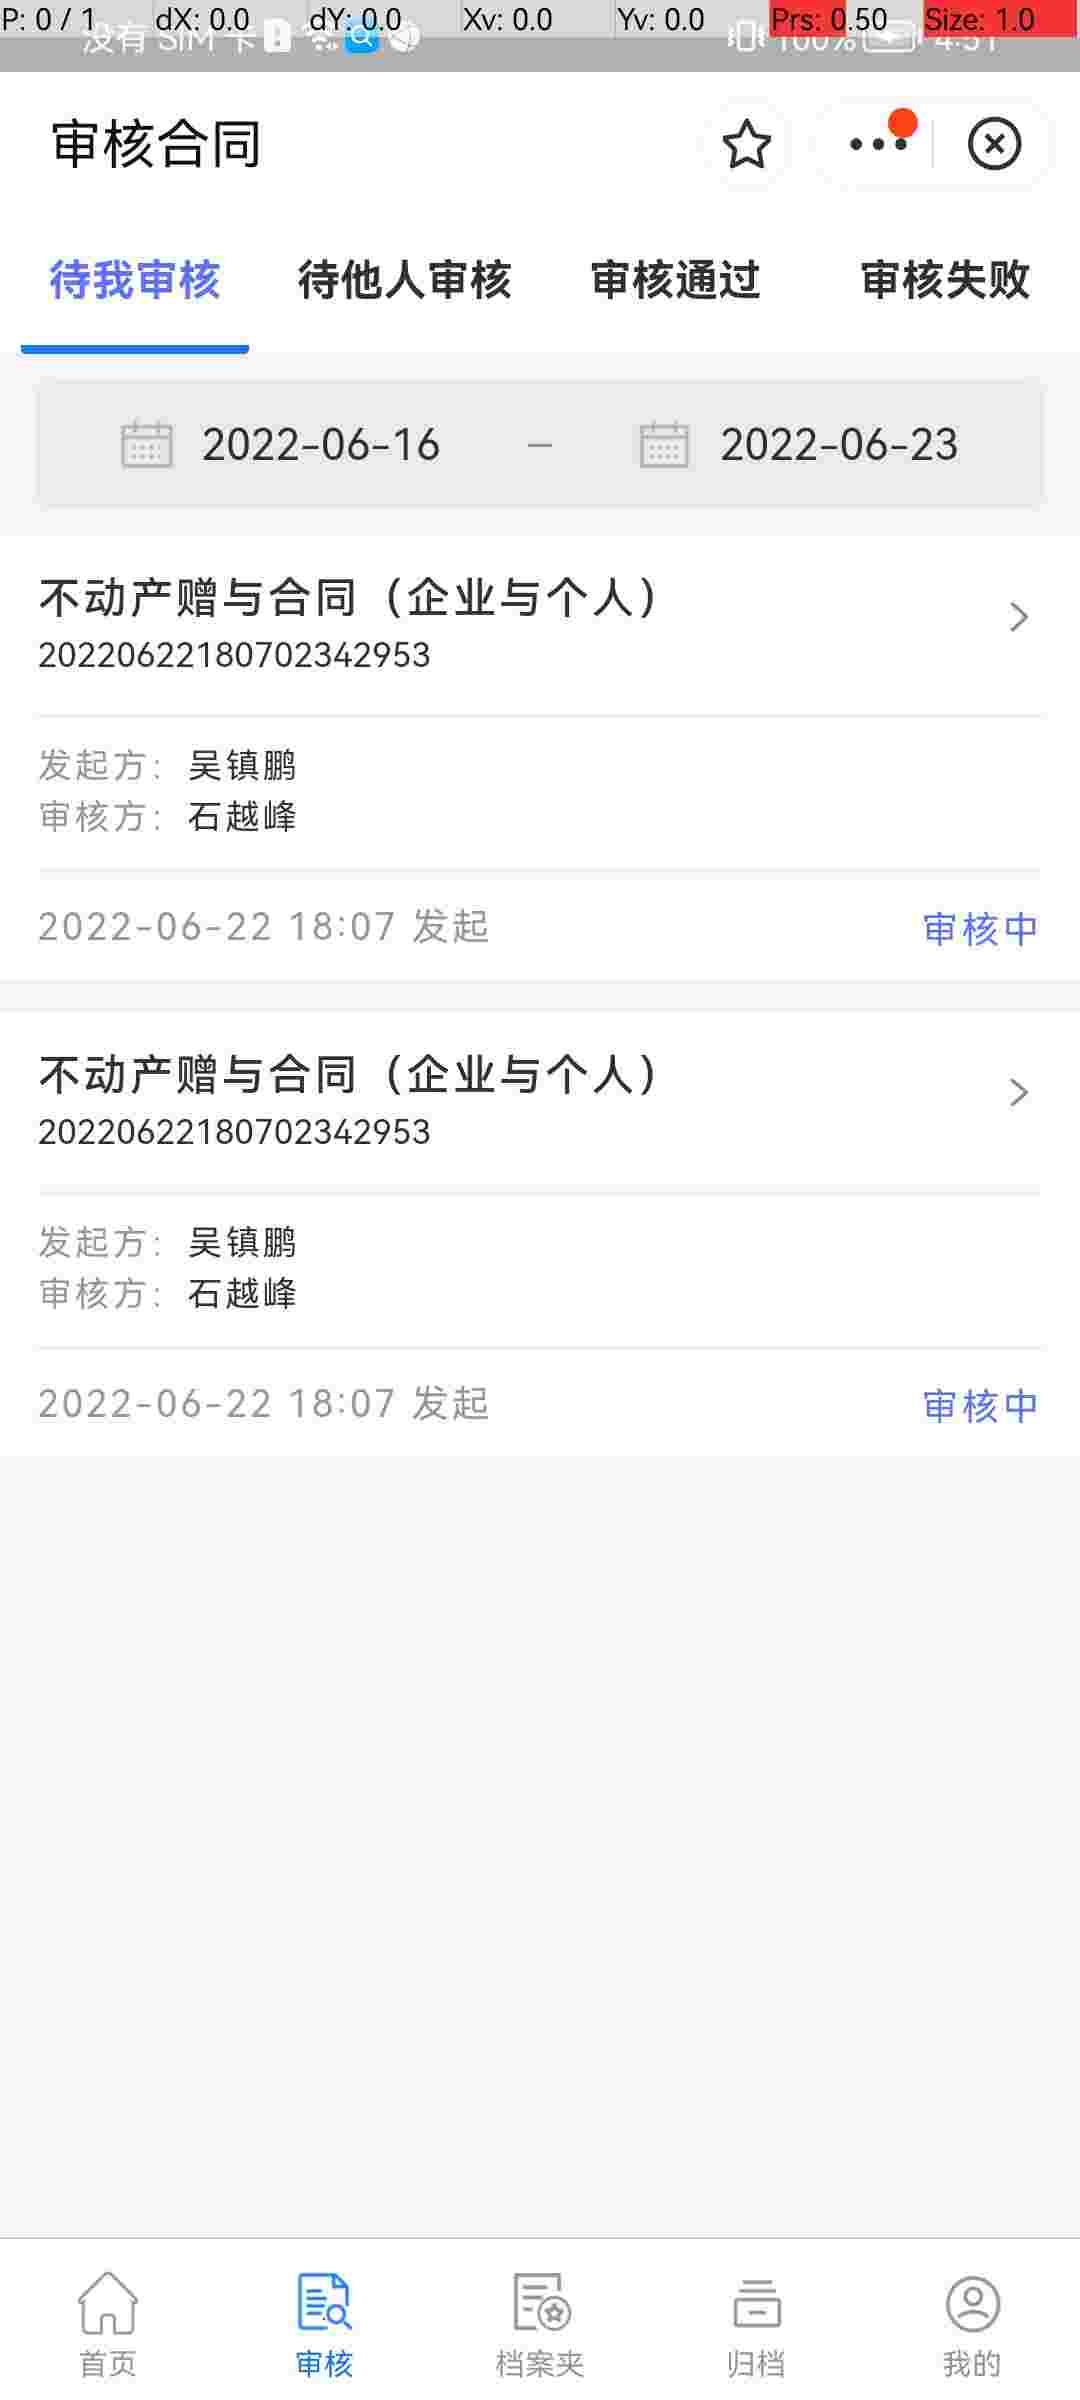 P: 0 / 1 dX: 0.0 dY: 0.0 Xv: 0.0 Yv: 0.0 Prs: 0.50 Size: 1.0
没有 SIM 卡 100% 4:31
审核合同
待我审核 待他人审核 审核通过 审核失败
2022-06-16 – 2022-06-23
不动产赠与合同（企业与个人）
20220622180702342953
发起方: 吴镇鹏
审核方: 石越峰
2022-06-22 18:07 发起 审核中
不动产赠与合同（企业与个人）
20220622180702342953
发起方: 吴镇鹏
审核方: 石越峰
2022-06-22 18:07 发起 审核中
首页 审核 档案夹 归档 我的